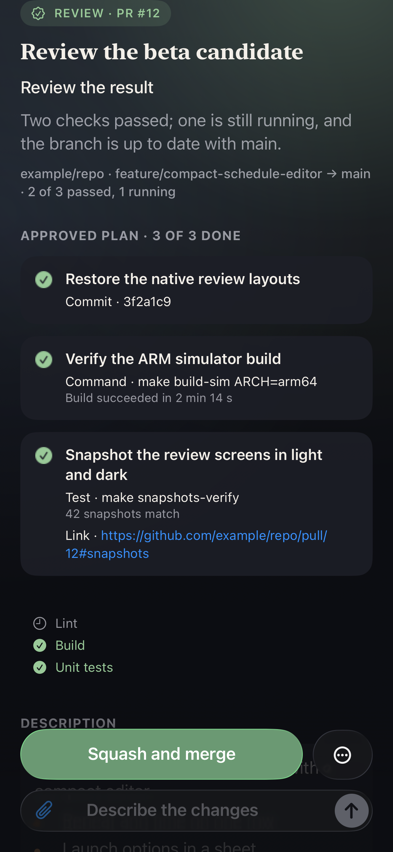 REVIEW · PR #12
Review the beta candidate
Review the result
Two checks passed; one is still running, and
the branch is up to date with main.
example/repo · feature/compact-schedule-editor → main
· 2 of 3 passed, 1 running
APPROVED PLAN · 3 OF 3 DONE
Restore the native review layouts
Commit · 3f2a1c9
Verify the ARM simulator build
Command · make build-sim ARCH=arm64
Build succeeded in 2 min 14 s
Snapshot the review screens in light
and dark
Test · make snapshots-verify
42 snapshots match
Link · https://github.com/example/repo/pull/
12#snapshots
Lint
Build
Unit tests
DESCRIPTION
Squash and merge
compact editor
Describe the changes
Launch options in a sheet